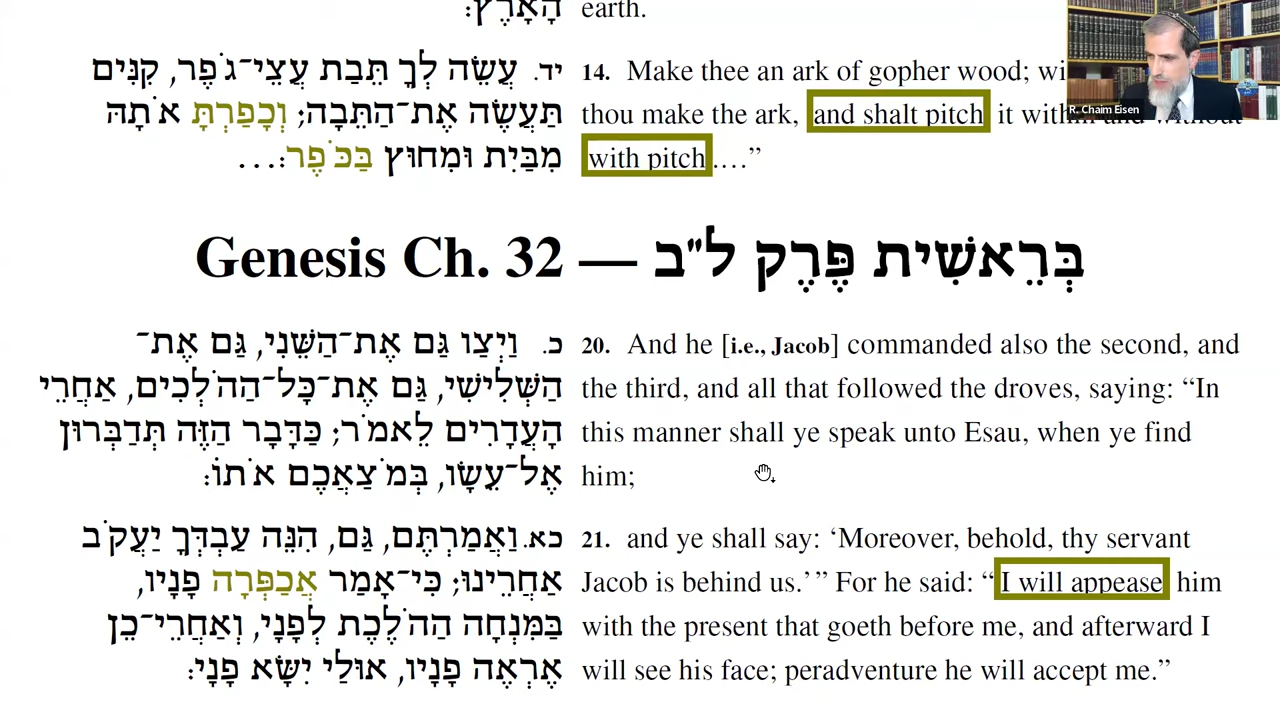 הָאָרֶץ:
earth.
יד. עֲשֵׂה לְךָ תֵּבַת עֲצֵי־גֹפֶר, קִנִּים
תַּעֲשֶׂה אֶת־הַתֵּבָה; וְכָפַרְתָּ אֹתָהּ
מִבַּיִת וּמִחוּץ בַּכֹּפֶר:...
14. Make thee an ark of gopher wood; wi
thou make the ark, and shalt pitch it within and without
with pitch....”
Genesis Ch. 32 — בְּרֵאשִׁית פֶּרֶק ל"ב
כ. וַיְצַו גַּם אֶת־הַשֵּׁנִי, גַּם אֶת־
הַשְּׁלִישִׁי, גַּם אֶת־כָּל־הַהֹלְכִים, אַחֲרֵי
הָעֲדָרִים לֵאמֹר; כַּדָּבָר הַזֶּה תְּדַבְּרוּן
אֶל־עֵשָׂו, בְּמֹצַאֲכֶם אֹתוֹ:
20. And he [i.e., Jacob] commanded also the second, and
the third, and all that followed the droves, saying: “In
this manner shall ye speak unto Esau, when ye find
him;
כא. וַאֲמַרְתֶּם, גַּם, הִנֵּה עַבְדְּךָ יַעֲקֹב
אַחֲרֵינוּ; כִּי־אָמַר אֲכַפְּרָה פָנָיו,
בַּמִּנְחָה הַהֹלֶכֶת לְפָנָי, וְאַחֲרֵי־כֵן
אֶרְאֶה פָנָיו, אוּלַי יִשָּׂא פָנָי:
21. and ye shall say: ‘Moreover, behold, thy servant
Jacob is behind us.’” For he said: “I will appease him
with the present that goeth before me, and afterward I
will see his face; peradventure he will accept me.”
R. Chaim Eisen